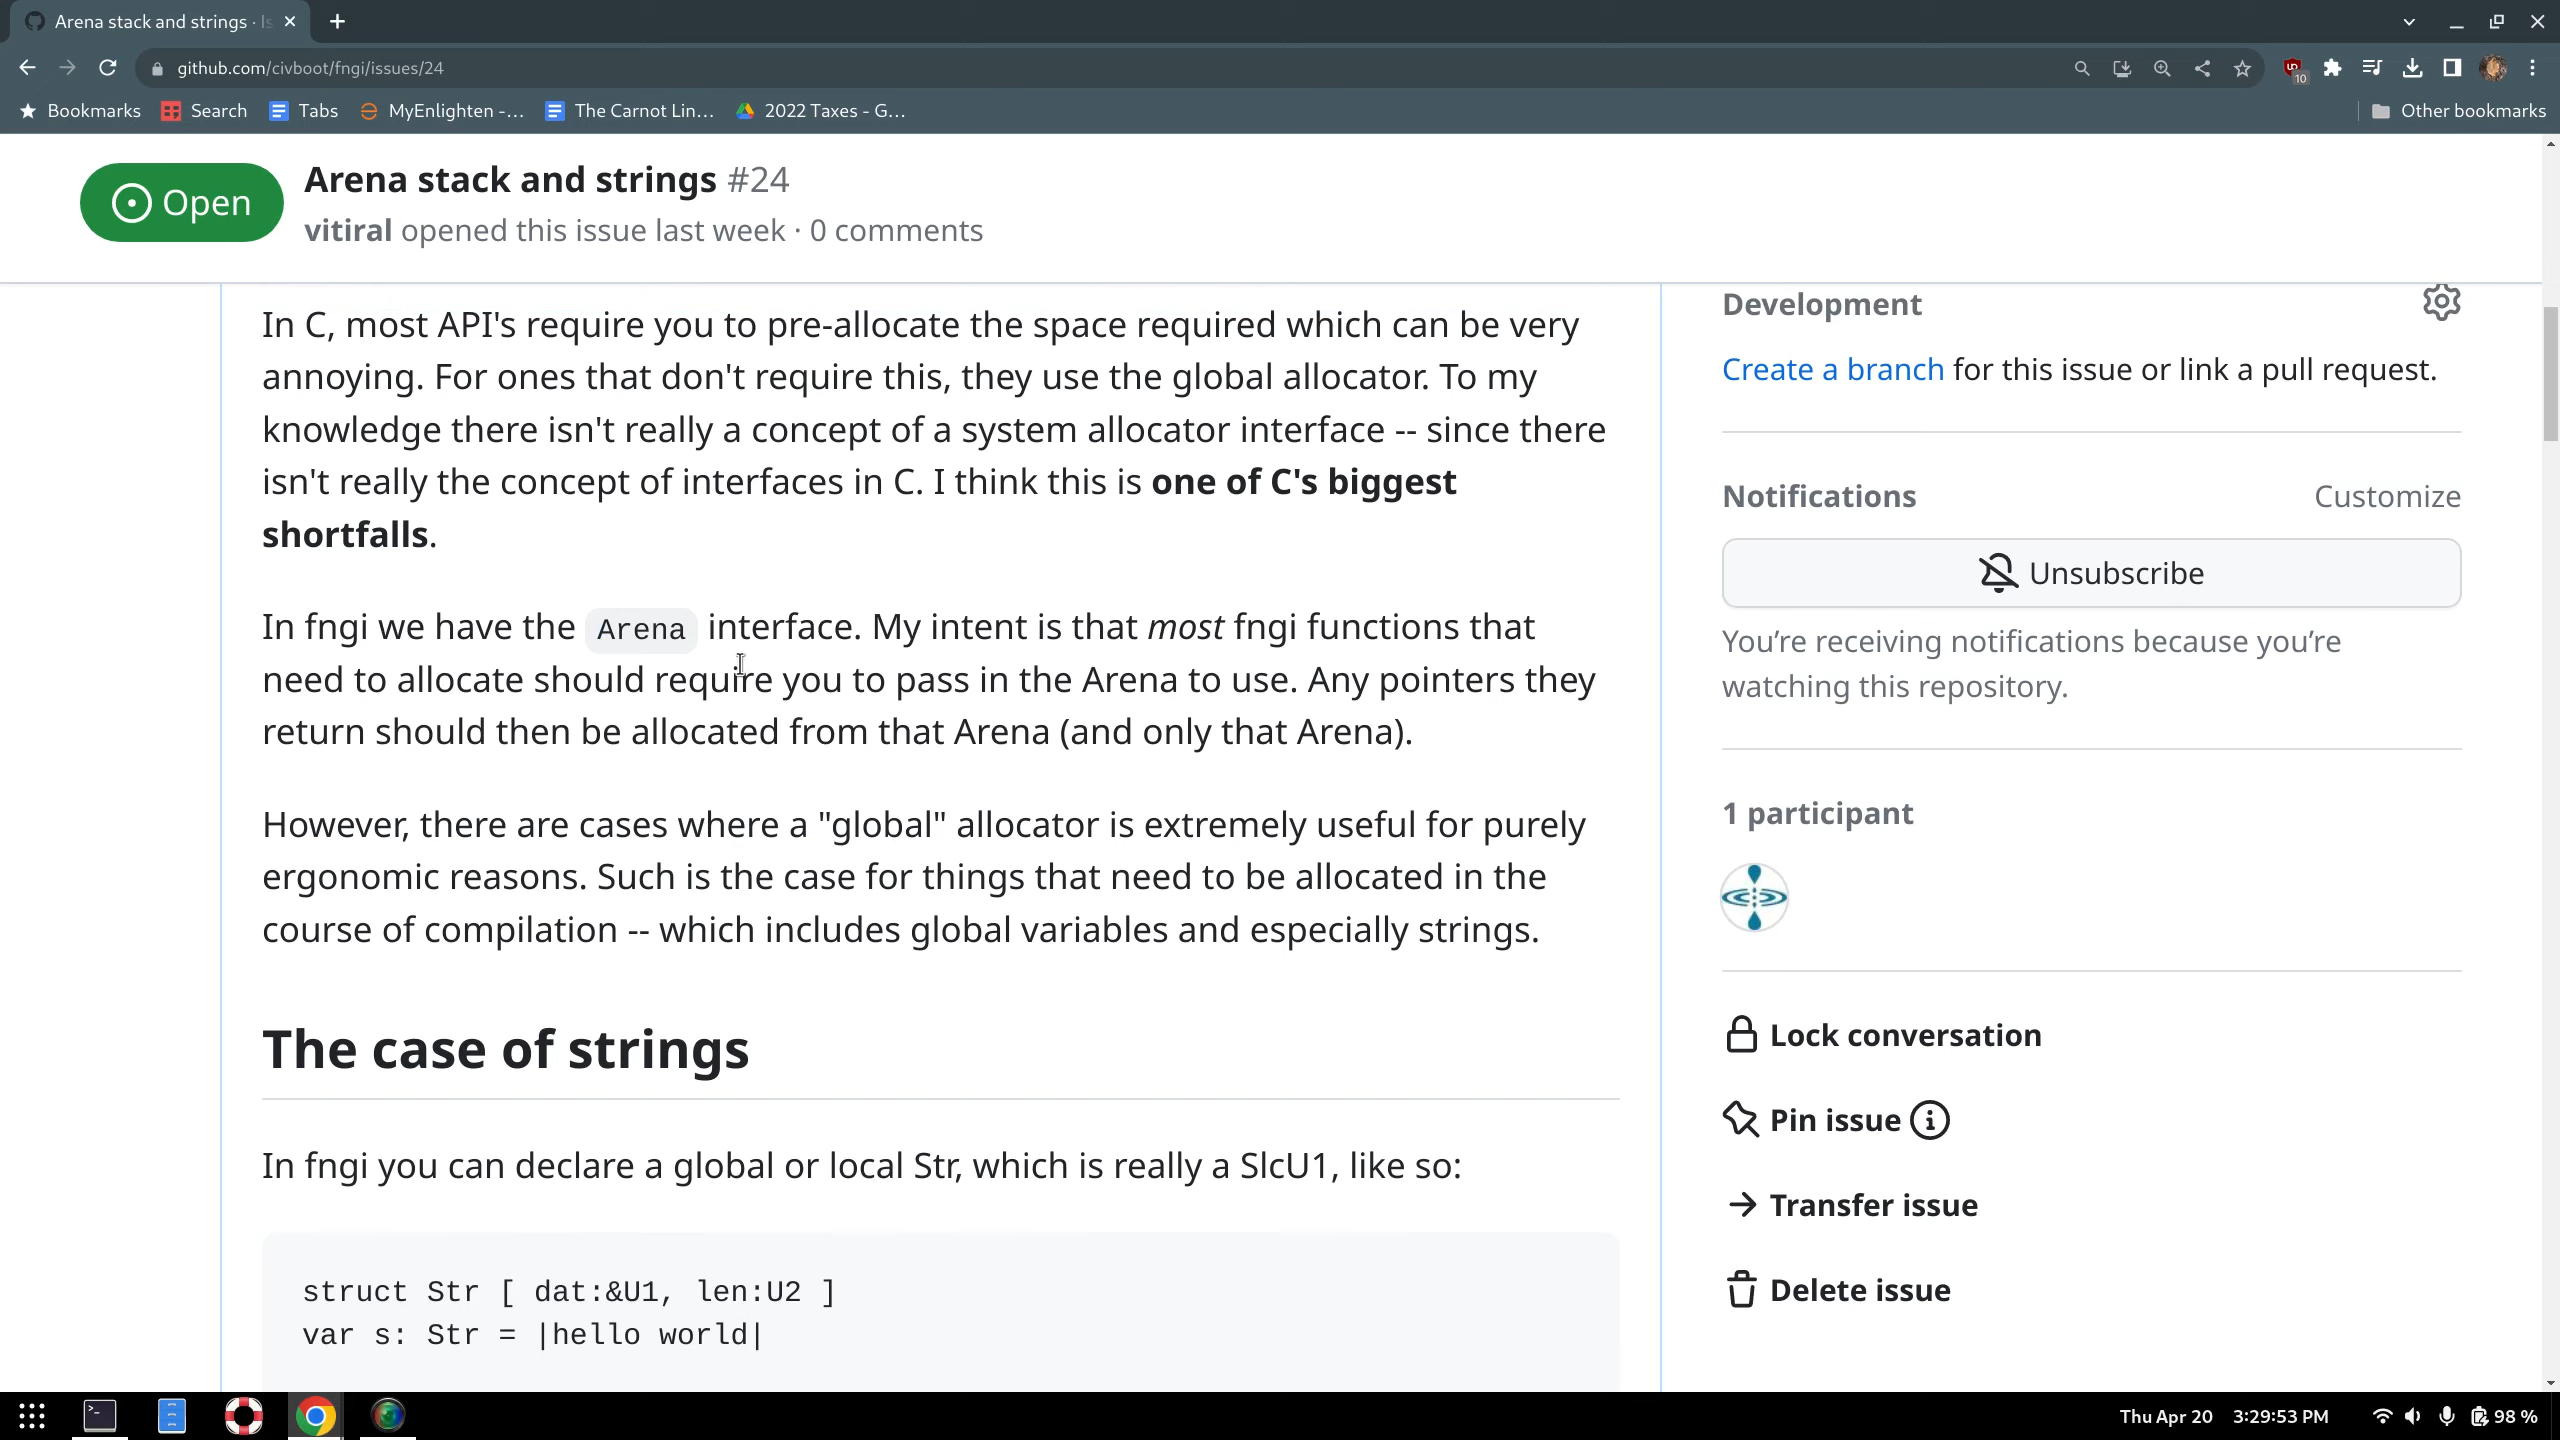 Arena stack and strings · Is
github.com/civboot/fngi/issues/24
10
Bookmarks
Search
Tabs
MyEnlighten -...
The Carnot Lin...
2022 Taxes - G...
Other bookmarks
Open
Arena stack and strings #24
vitiral opened this issue last week · 0 comments
In C, most API's require you to pre-allocate the space required which can be very
annoying. For ones that don't require this, they use the global allocator. To my
knowledge there isn't really a concept of a system allocator interface -- since there
isn't really the concept of interfaces in C. I think this is one of C's biggest
shortfalls.
In fngi we have the Arena interface. My intent is that most fngi functions that
need to allocate should require you to pass in the Arena to use. Any pointers they
return should then be allocated from that Arena (and only that Arena).
However, there are cases where a "global" allocator is extremely useful for purely
ergonomic reasons. Such is the case for things that need to be allocated in the
course of compilation -- which includes global variables and especially strings.
The case of strings
In fngi you can declare a global or local Str, which is really a SlcU1, like so:
struct Str [ dat:&U1, len:U2 ]
var s: Str = |hello world|
Development
Create a branch for this issue or link a pull request.
Notifications
Customize
Unsubscribe
You’re receiving notifications because you’re
watching this repository.
1 participant
Lock conversation
Pin issue
Transfer issue
Delete issue
Thu Apr 20 3:29:53 PM
98 %